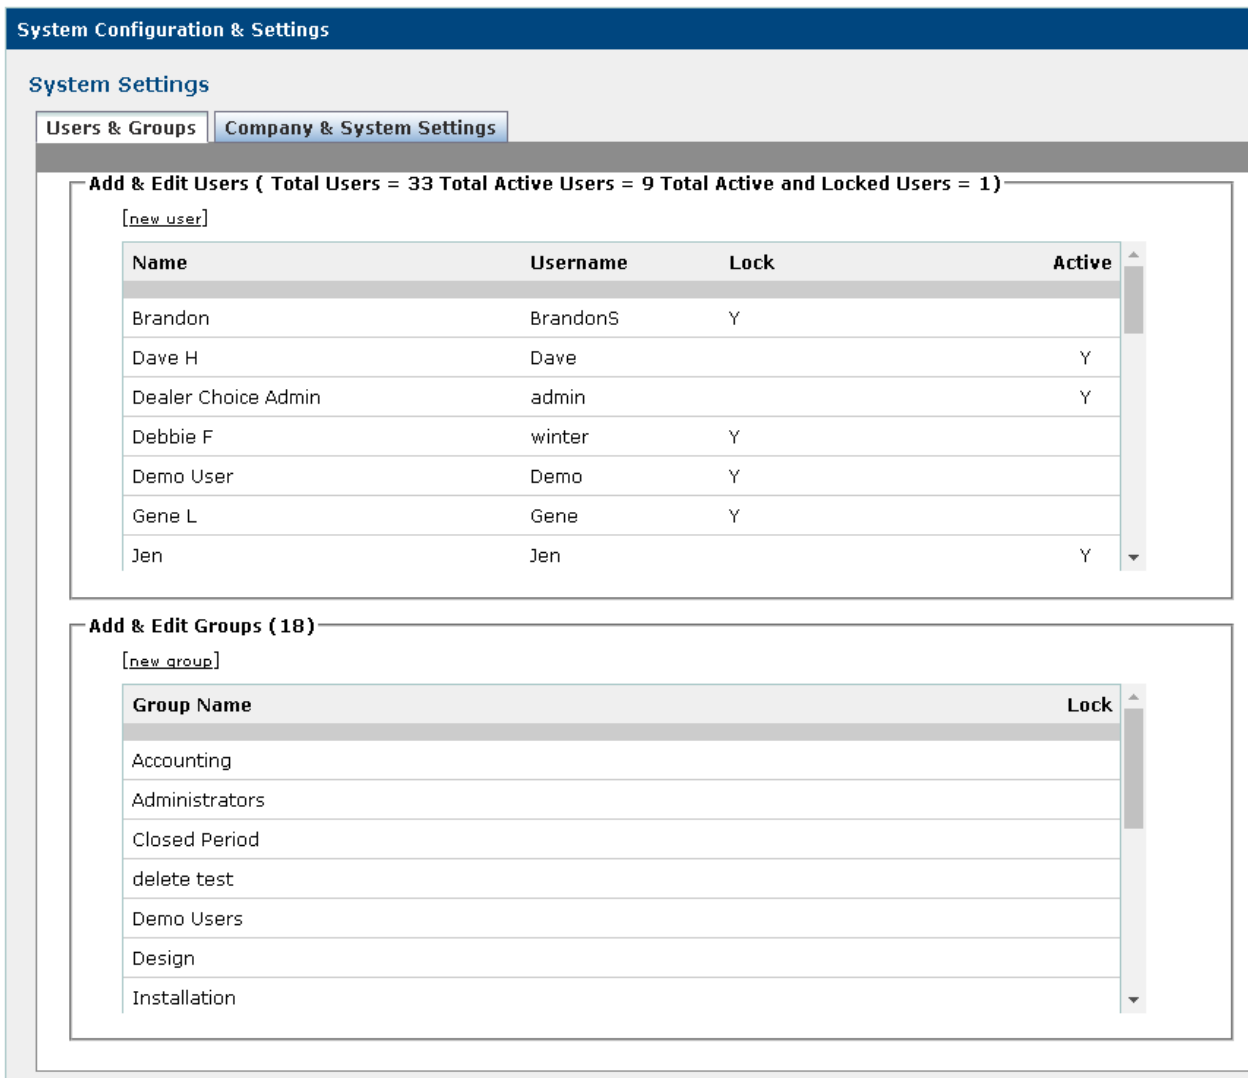 System Configuration & Settings
System Settings
Users & Groups Company & System Settings
Add & Edit Users ( Total Users = 33 Total Active Users = 9 Total Active and Locked Users = 1)
[new user]
Name Username Lock Active
Brandon BrandonS Y
Dave H Dave Y
Dealer Choice Admin admin Y
Debbie F winter Y
Demo User Demo Y
Gene L Gene Y
Jen Jen Y
Add & Edit Groups (18)
[new group]
Group Name Lock
Accounting
Administrators
Closed Period
delete test
Demo Users
Design
Installation